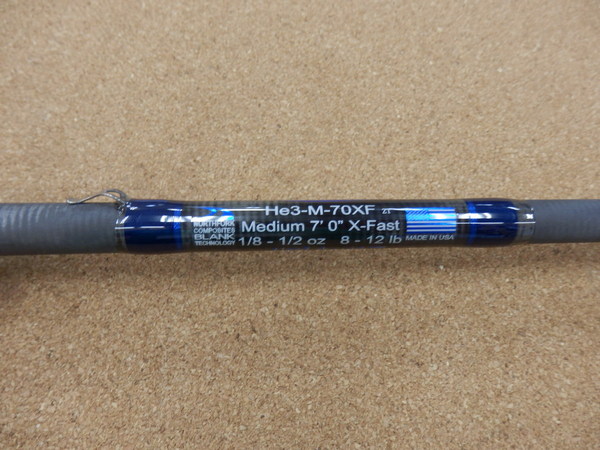 He3-M-70XF
Medium 7' 0" X-Fast
1/8 - 1/2 oz 8 - 12 lb
NORTHFORK
COMPOSITES
BLANK
TECHNOLOGY
MADE IN USA